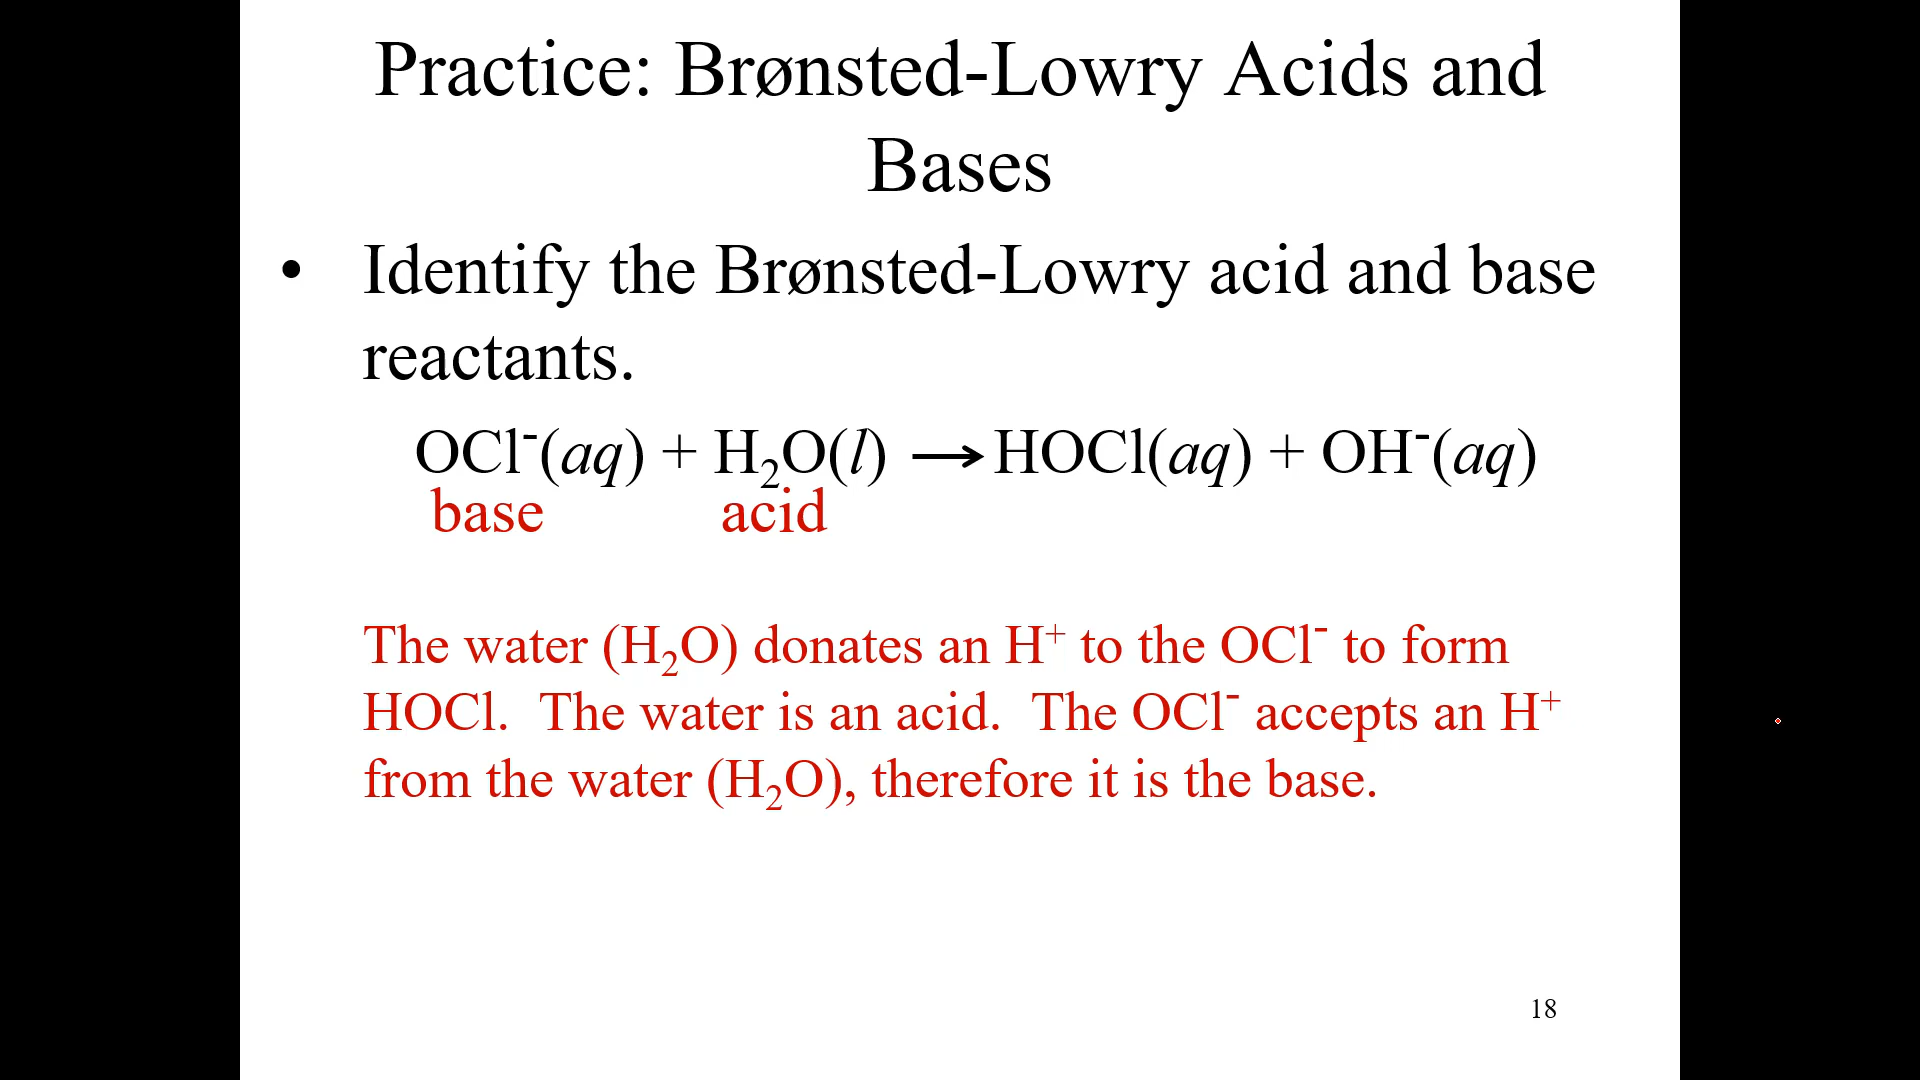 Practice: Brønsted-Lowry Acids and
Bases
• Identify the Brønsted-Lowry acid and base
reactants.
OCl⁻(aq) + H₂O(l) ⟶ HOCl(aq) + OH⁻(aq)
base acid
The water (H₂O) donates an H⁺ to the OCl⁻ to form
HOCl. The water is an acid. The OCl⁻ accepts an H⁺
from the water (H₂O), therefore it is the base.
18